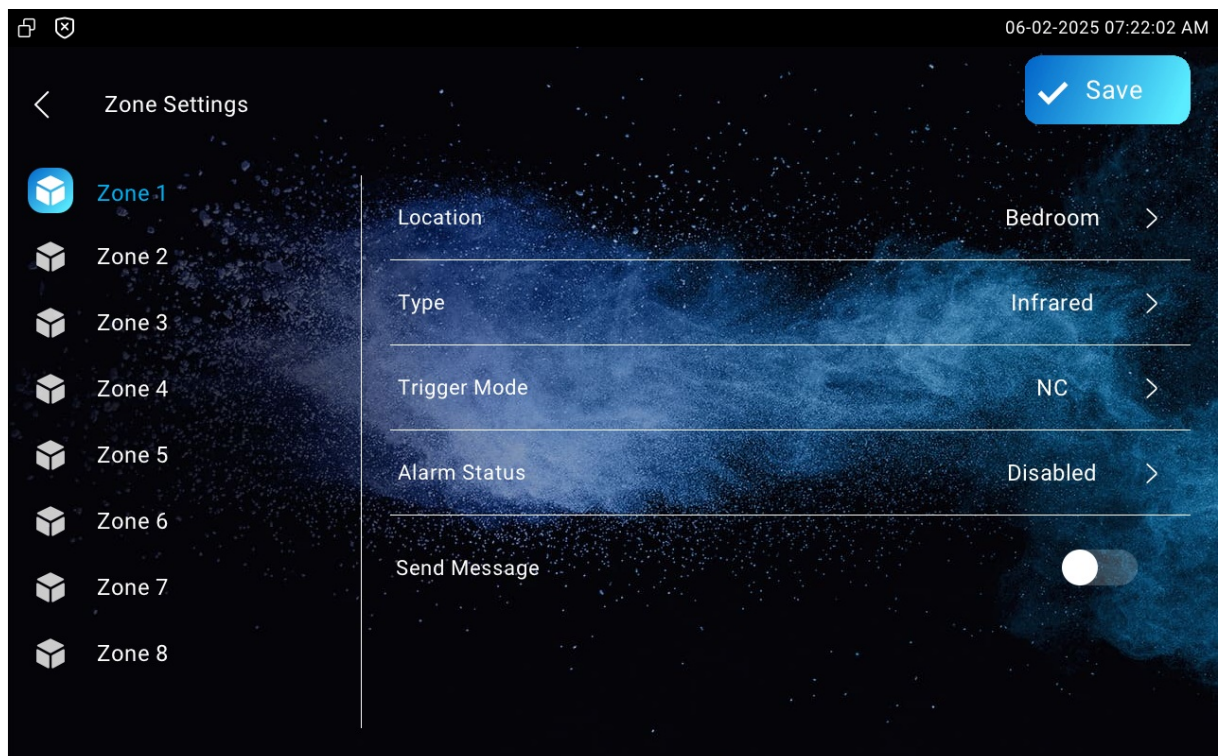 06-02-2025 07:22:02 AM
Zone Settings
Save
Zone 1
Zone 2
Zone 3
Zone 4
Zone 5
Zone 6
Zone 7
Zone 8
Location Bedroom
Type Infrared
Trigger Mode NC
Alarm Status Disabled
Send Message